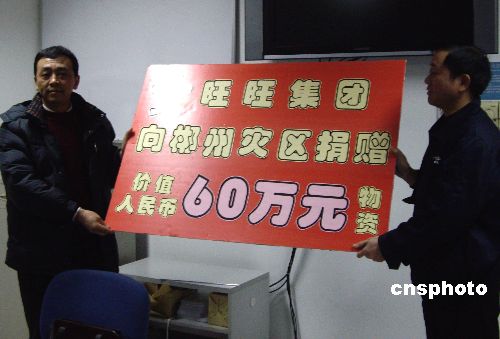 旺旺集团
向郴州灾区捐赠
价值
人民币
60万元
物资
cnsphoto